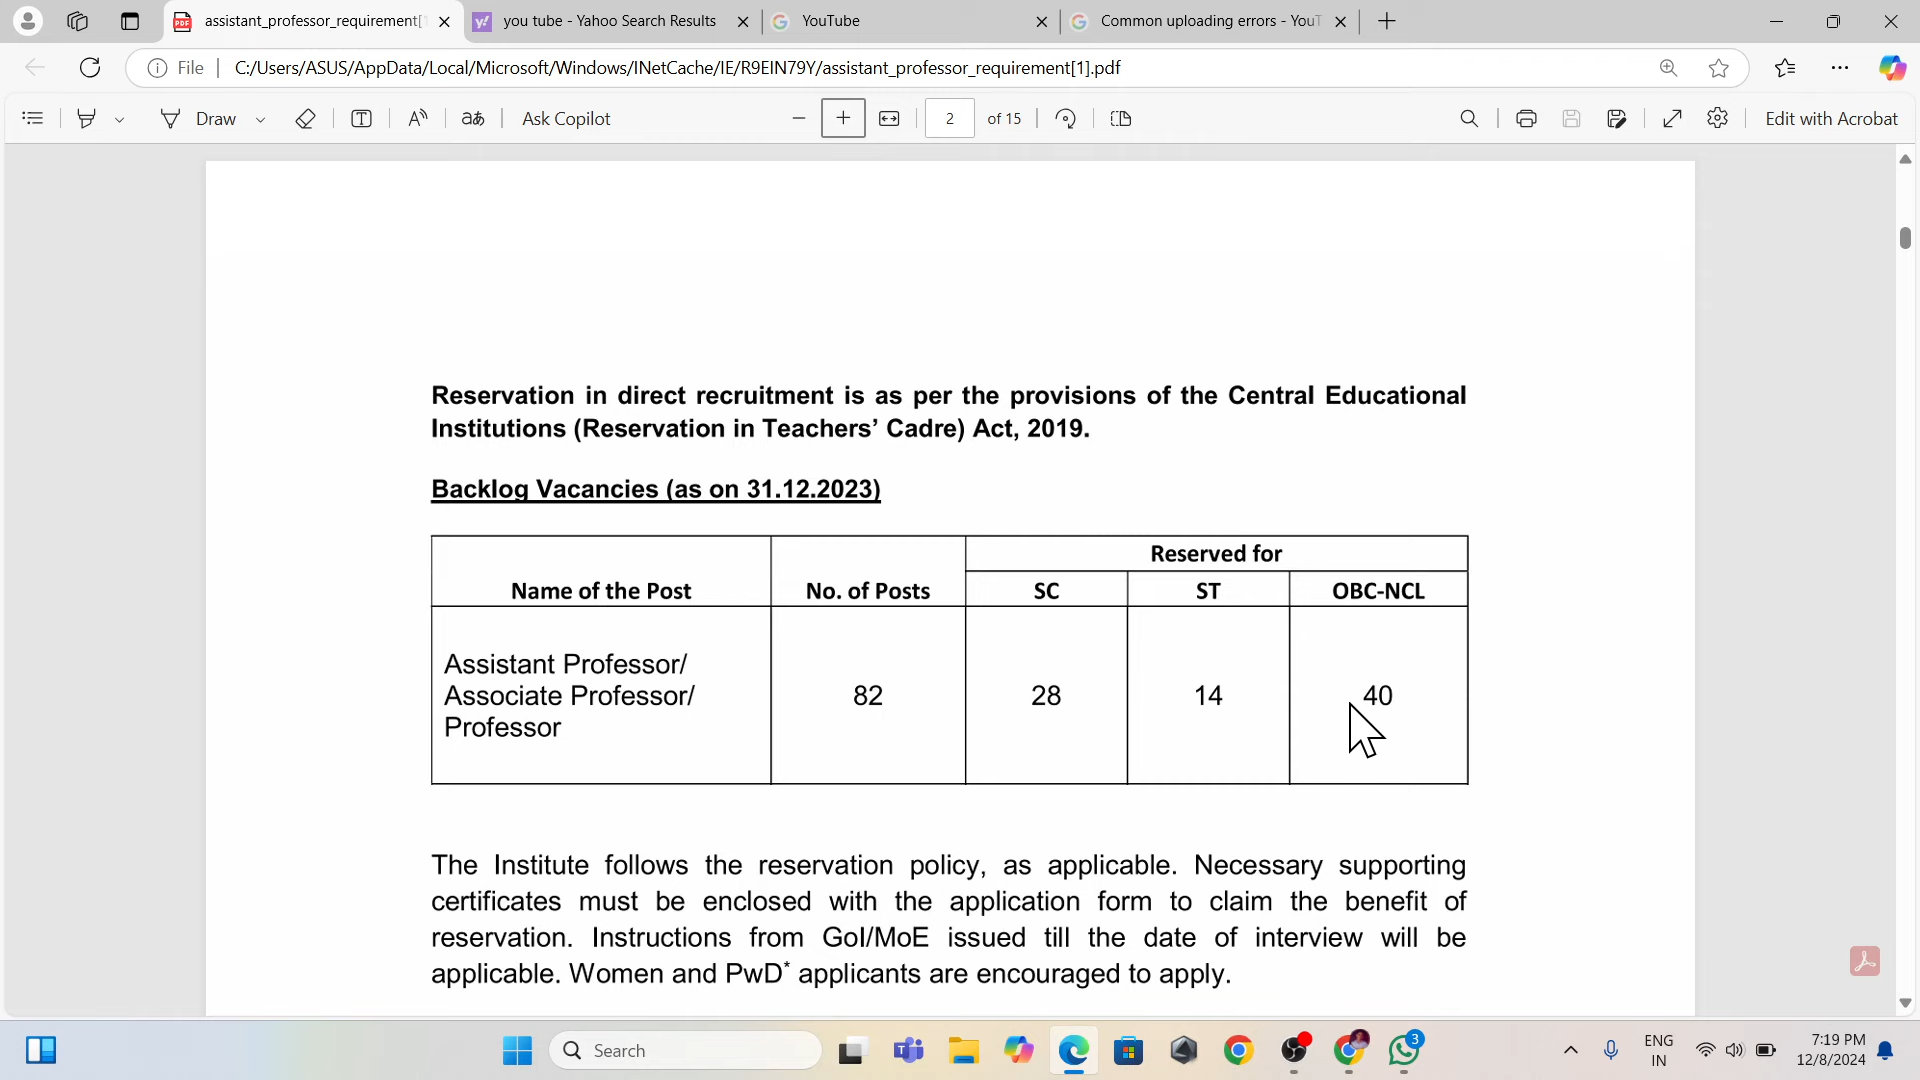 assistant_professor_requirement[
you tube - Yahoo Search Results
YouTube
Common uploading errors - YouT
File
C:/Users/ASUS/AppData/Local/Microsoft/Windows/INetCache/IE/R9EIN79Y/assistant_professor_requirement[1].pdf
Draw
aあ
Ask Copilot
2
of 15
Edit with Acrobat
Reservation in direct recruitment is as per the provisions of the Central Educational
Institutions (Reservation in Teachers’ Cadre) Act, 2019.
Backlog Vacancies (as on 31.12.2023)
Reserved for
Name of the Post
No. of Posts
SC
ST
OBC-NCL
Assistant Professor/
Associate Professor/
Professor
82
28
14
40
The Institute follows the reservation policy, as applicable. Necessary supporting
certificates must be enclosed with the application form to claim the benefit of
reservation. Instructions from GoI/MoE issued till the date of interview will be
applicable. Women and PwD* applicants are encouraged to apply.
Search
3
ENG
IN
7:19 PM
12/8/2024